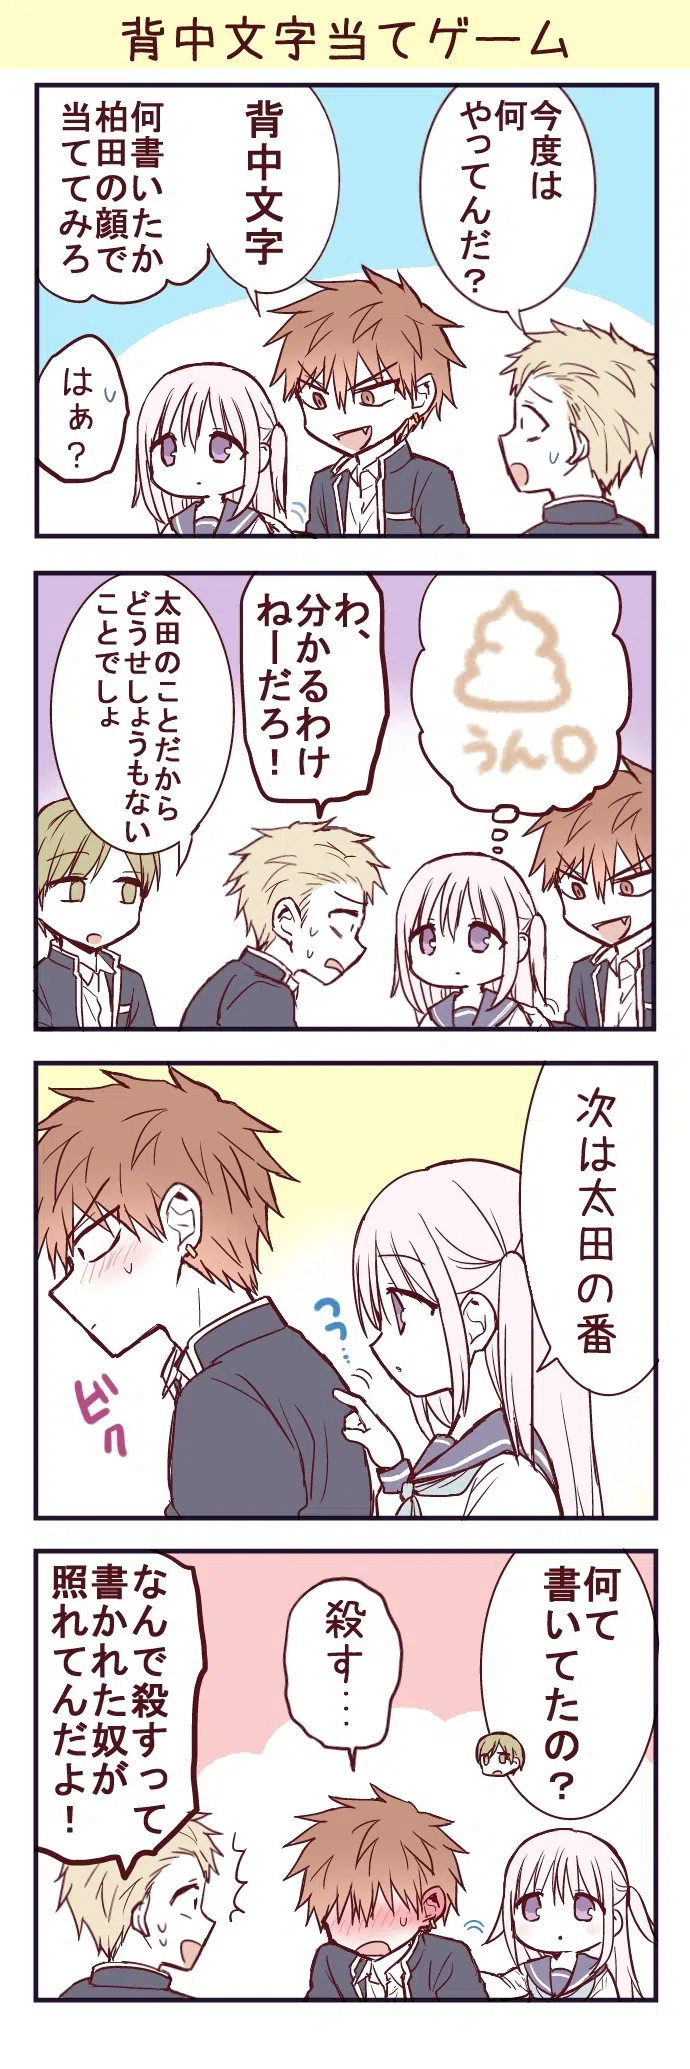 背中文字当てゲーム
今度は
何
やってんだ？
背中文字
何書いたか
柏田の顔で
当ててみろ
はぁ？
うん〇
わ、
分かるわけ
ねーだろ！
太田のことだから
どうせしょうもない
ことでしょ
次は太田の番
つつ…
ビク
何て
書いてたの？
殺す…
なんで殺すって
書かれた奴が
照れてんだよ！